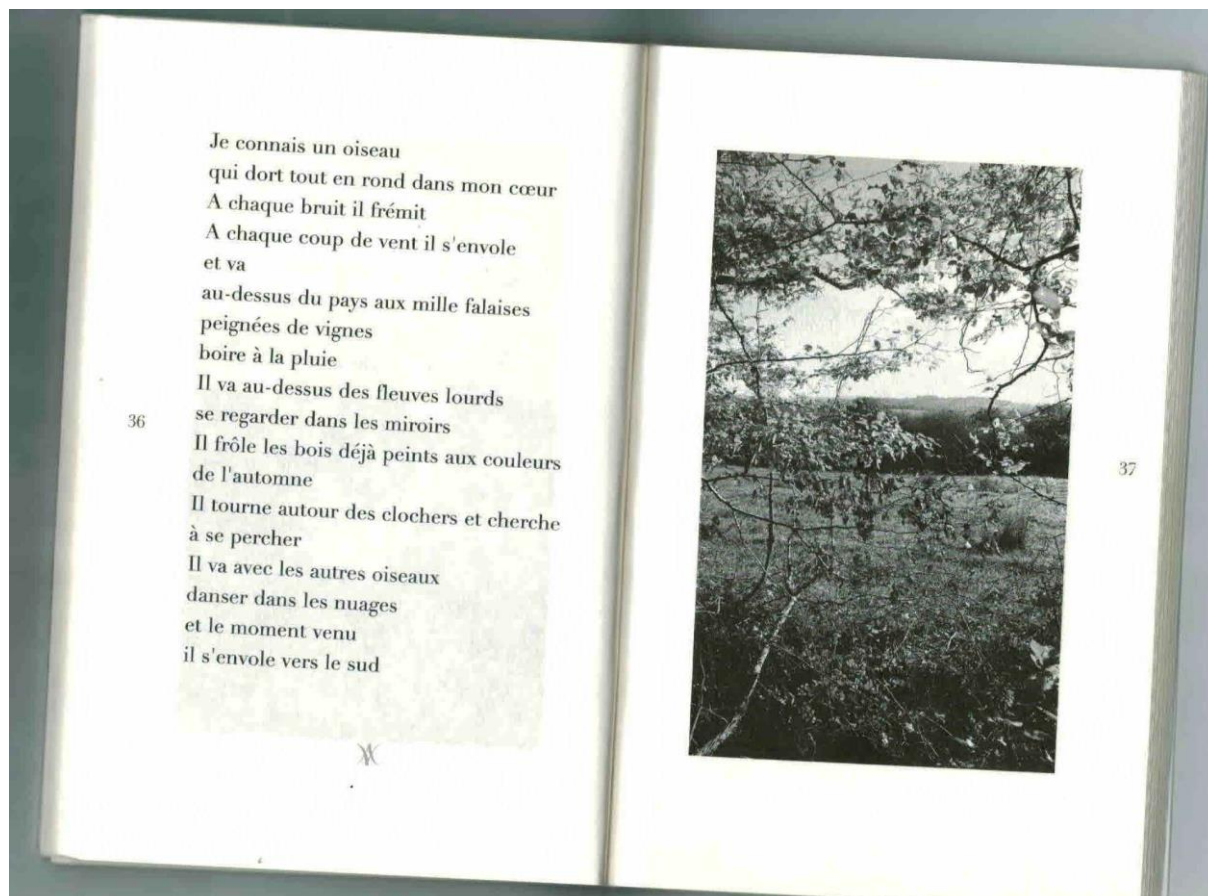 Je connais un oiseau
qui dort tout en rond dans mon cœur
A chaque bruit il frémit
A chaque coup de vent il s'envole
et va
au-dessus du pays aux mille falaises
peignées de vignes
boire à la pluie
Il va au-dessus des fleuves lourds
se regarder dans les miroirs
Il frôle les bois déjà peints aux couleurs
de l'automne
Il tourne autour des clochers et cherche
à se percher
Il va avec les autres oiseaux
danser dans les nuages
et le moment venu
il s'envole vers le sud
36
37